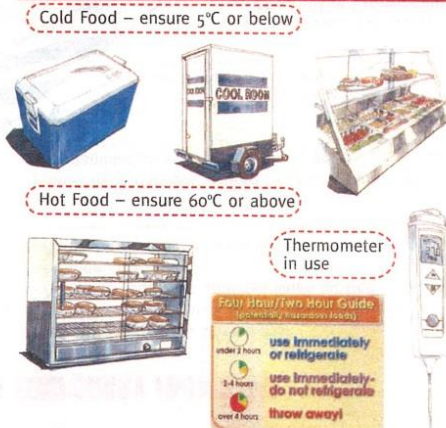 Cold Food – ensure 5°C or below
COOL ROOM
Hot Food – ensure 60°C or above
Thermometer
in use
Four Hour/Two Hour Guide
(potentially hazardous foods)
under 2 hours
use immediately
or refrigerate
2-4 hours
use immediately-
do not refrigerate
over 4 hours
throw away!